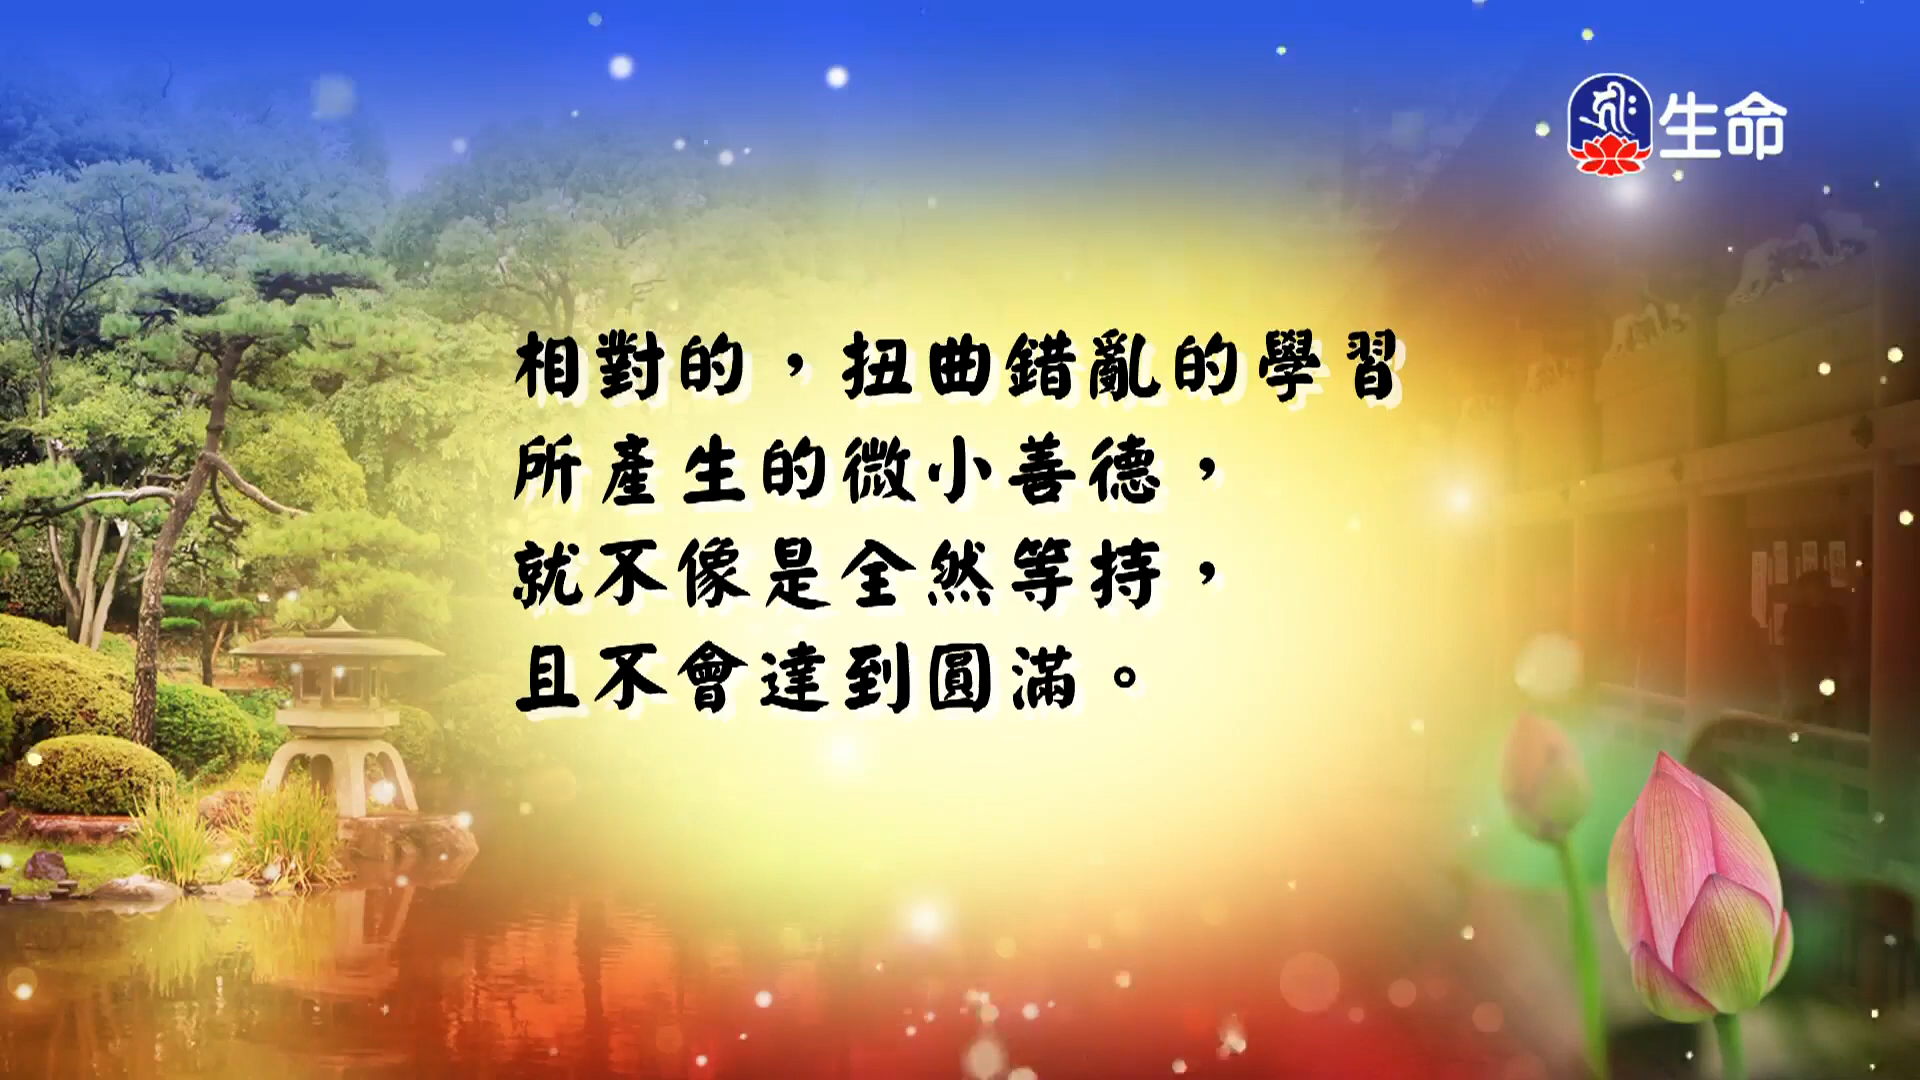 生命
相對的，扭曲錯亂的學習
所產生的微小善德，
就不像是全然等持，
且不會達到圓滿。